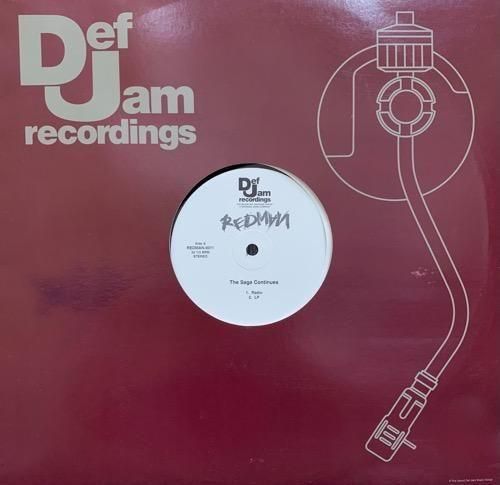 Def
Jam
recordings
Def
Jam
recordings
REDMAN
Side A
33 1/3 RPM
STEREO
The Saga Continues
1. Radio
2. LP